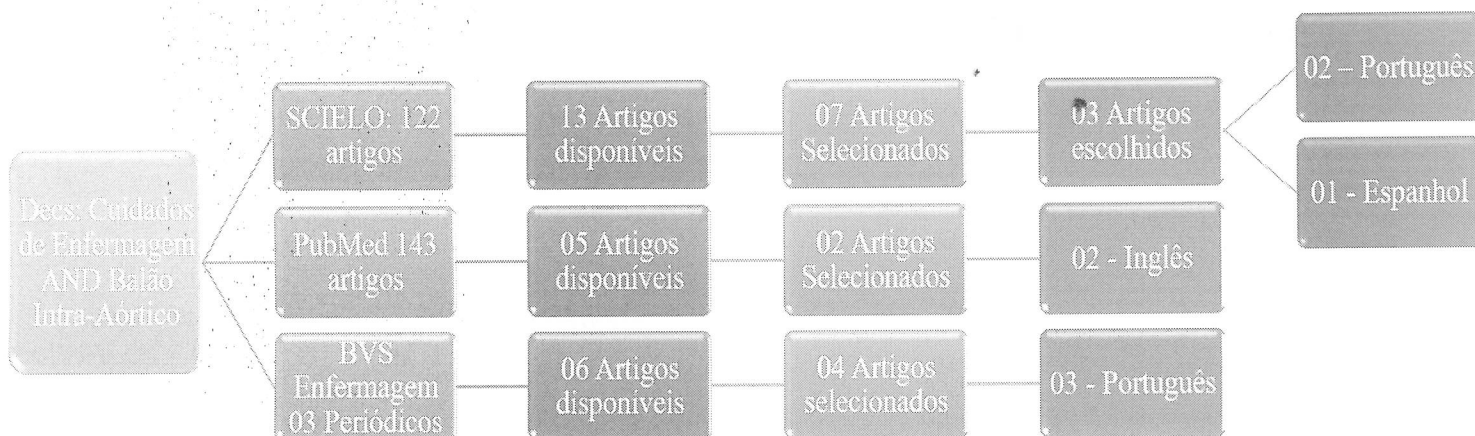 Decs: Cuidados
de Enfermagem
AND Balão
Intra-Aórtico
SCIELO: 122
artigos
13 Artigos
disponíveis
07 Artigos
Selecionados
03 Artigos
escolhidos
02 – Português
01 - Espanhol
PubMed 143
artigos
05 Artigos
disponíveis
02 Artigos
Selecionados
02 - Inglês
BVS
Enfermagem
03 Periódicos
06 Artigos
disponíveis
04 Artigos
selecionados
03 - Português